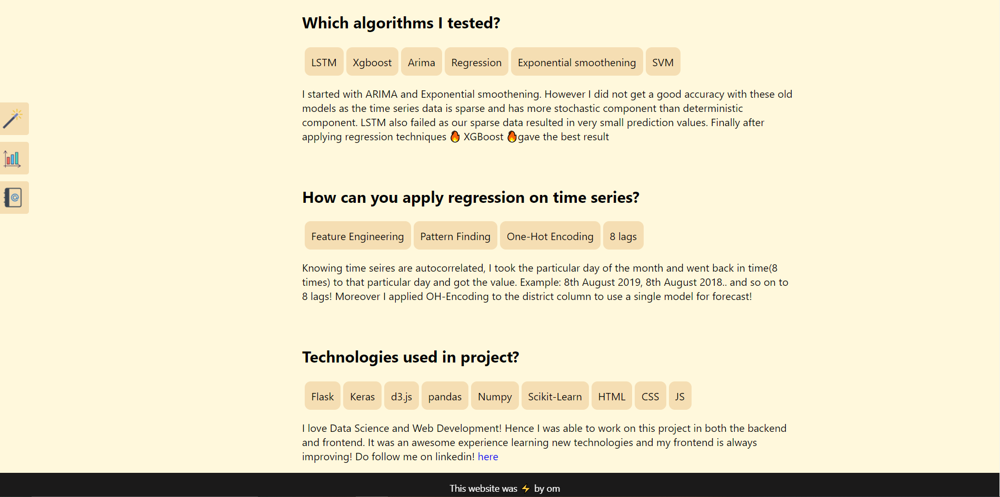 Which algorithms I tested?
LSTM Xgboost Arima Regression Exponential smoothening SVM
I started with ARIMA and Exponential smoothening. However I did not get a good accuracy with these old
models as the time series data is sparse and has more stochastic component than deterministic
component. LSTM also failed as our sparse data resulted in very small prediction values. Finally after
applying regression techniques 🔥 XGBoost 🔥gave the best result
How can you apply regression on time series?
Feature Engineering Pattern Finding One-Hot Encoding 8 lags
Knowing time seires are autocorrelated, I took the particular day of the month and went back in time(8
times) to that particular day and got the value. Example: 8th August 2019, 8th August 2018.. and so on to
8 lags! Moreover I applied OH-Encoding to the district column to use a single model for forecast!
Technologies used in project?
Flask Keras d3.js pandas Numpy Scikit-Learn HTML CSS JS
I love Data Science and Web Development! Hence I was able to work on this project in both the backend
and frontend. It was an awesome experience learning new technologies and my frontend is always
improving! Do follow me on linkedin! here
This website was ⚡ by om